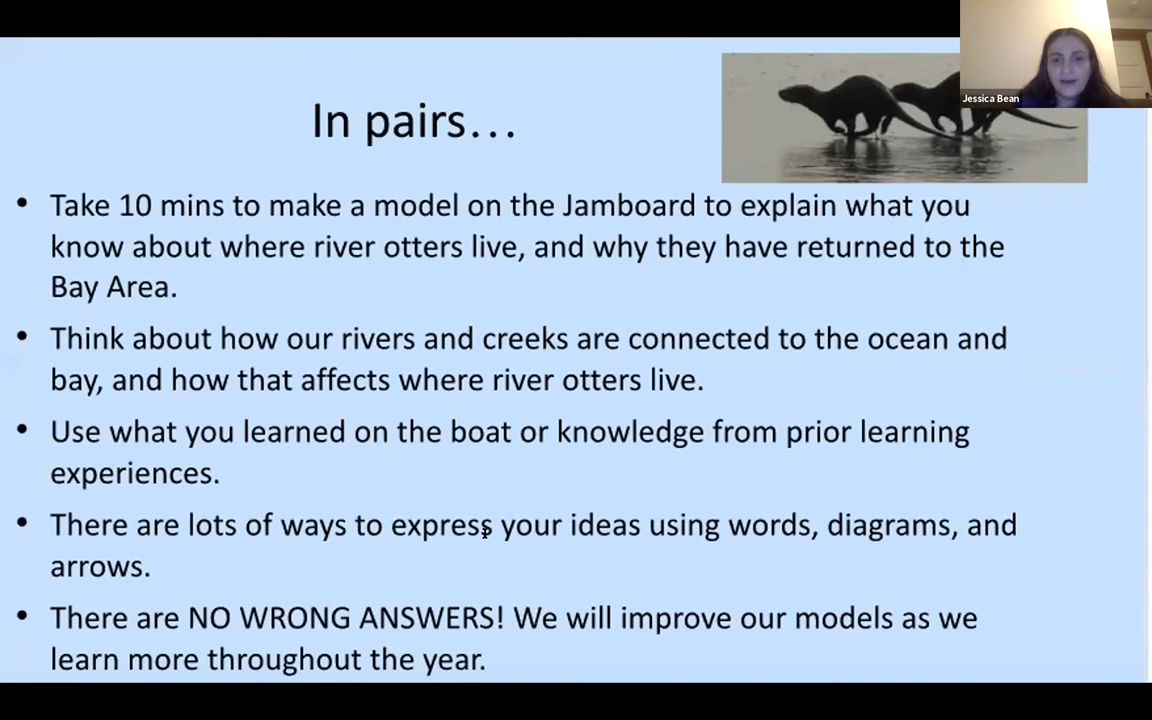 Jessica Bean
In pairs...
• Take 10 mins to make a model on the Jamboard to explain what you
know about where river otters live, and why they have returned to the
Bay Area.
• Think about how our rivers and creeks are connected to the ocean and
bay, and how that affects where river otters live.
• Use what you learned on the boat or knowledge from prior learning
experiences.
• There are lots of ways to express your ideas using words, diagrams, and
arrows.
• There are NO WRONG ANSWERS! We will improve our models as we
learn more throughout the year.